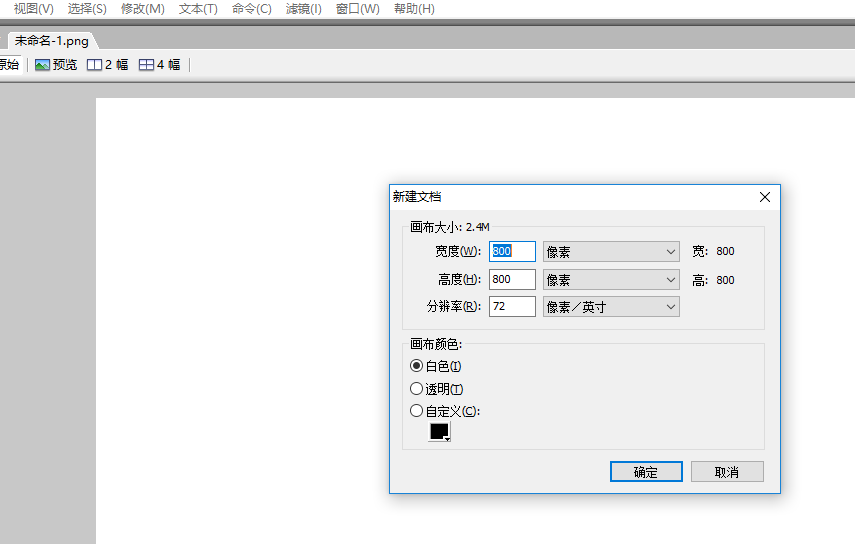 视图(V) 选择(S) 修改(M) 文本(T) 命令(C) 滤镜(I) 窗口(W) 帮助(H)
未命名-1.png
原始 预览 2 幅 4 幅
新建文档
画布大小: 2.4M
宽度(W): 800 像素 宽: 800
高度(H): 800 像素 高: 800
分辨率(R): 72 像素／英寸
画布颜色:
白色(I)
透明(T)
自定义(C):
确定 取消